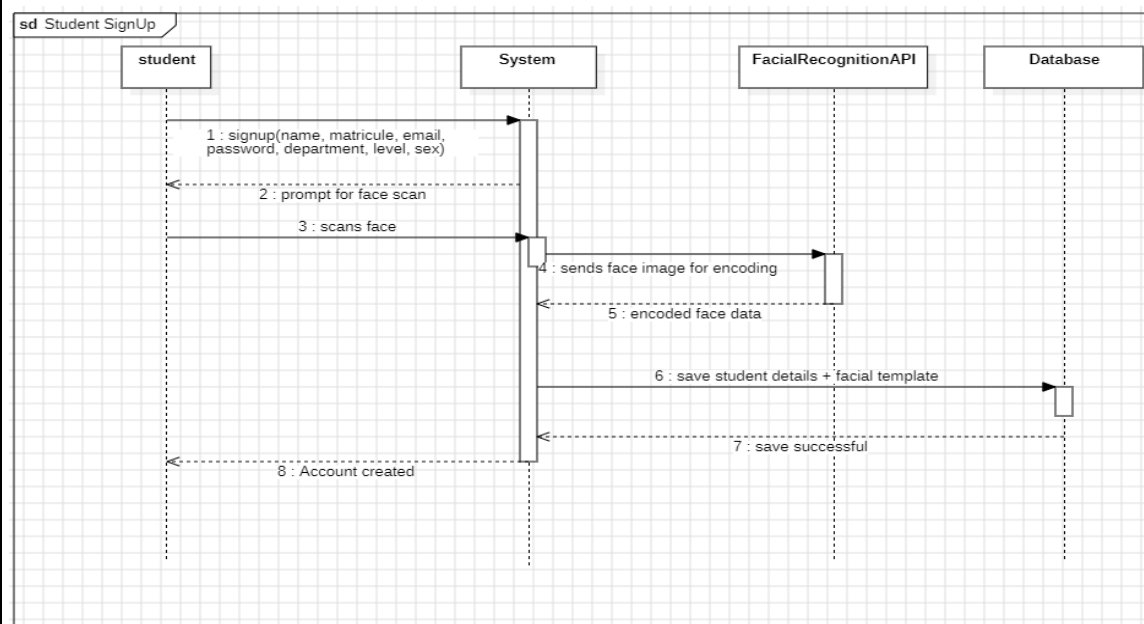 sd Student SignUp
student
System
FacialRecognitionAPI
Database
1 : signup(name, matricule, email,
password, department, level, sex)
2 : prompt for face scan
3 : scans face
4 : sends face image for encoding
5 : encoded face data
6 : save student details + facial template
7 : save successful
8 : Account created